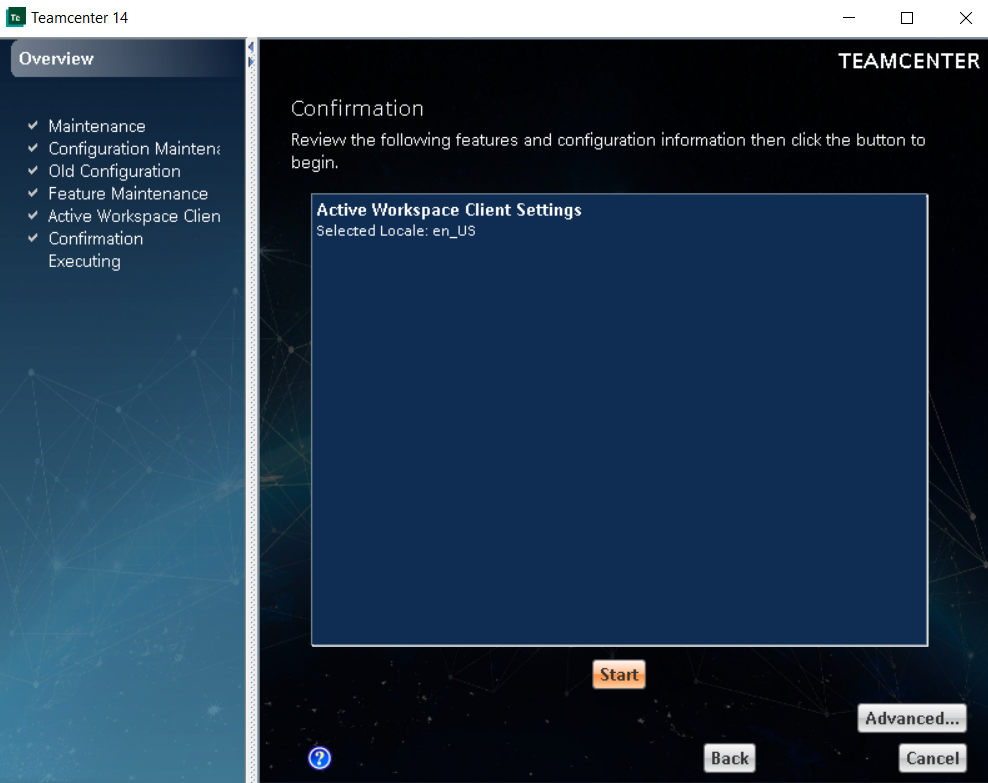 Teamcenter 14
Overview
Maintenance
Configuration Maintena
Old Configuration
Feature Maintenance
Active Workspace Clien
Confirmation
Executing
TEAMCENTER
Confirmation
Review the following features and configuration information then click the button to
begin.
Active Workspace Client Settings
Selected Locale: en_US
Start
Advanced...
Back
Cancel